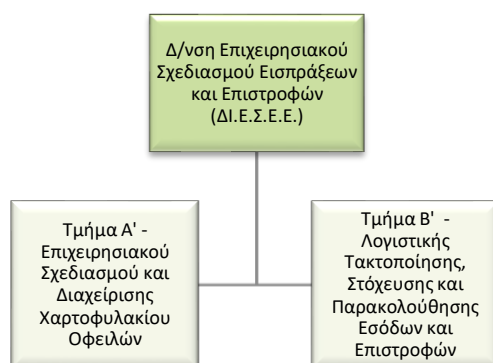 Δ/νση Επιχειρησιακού
Σχεδιασμού Εισπράξεων
και Επιστροφών
(ΔΙ.Ε.Σ.Ε.Ε.)
Τμήμα Α' -
Επιχειρησιακού
Σχεδιασμού και
Διαχείρισης
Χαρτοφυλακίου
Οφειλών
Τμήμα Β' -
Λογιστικής
Τακτοποίησης,
Στόχευσης και
Παρακολούθησης
Εσόδων και
Επιστροφών